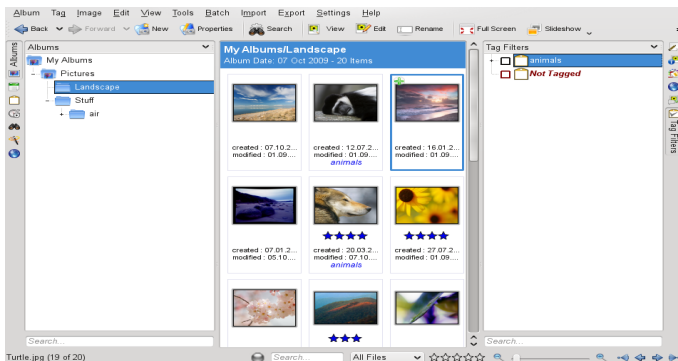 Album Tag Image Edit View Tools Batch Import Export Settings Help
Back Forward New Properties Search View Edit Rename Full Screen Slideshow
Albums
Albums
My Albums
Pictures
Landscape
Stuff
air
My Albums/Landscape
Album Date: 07 Oct 2009 - 20 Items
created : 07.10.2...
modified : 01.09....
created : 12.07.2...
modified : 01.09....
animals
created : 16.01.2...
modified : 01.09....
created : 07.01.2...
modified : 05.10....
created : 20.03.2...
modified : 07.10....
animals
created : 27.07.2...
modified : 01.09....
Tag Filters
animals
Not Tagged
Tag Filters
Search...
Search...
Turtle.jpg (19 of 20)
Search...
All Files